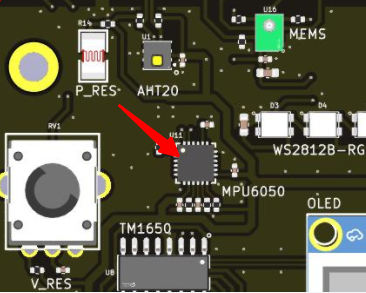 R14
U16
MEMS
U1
P_RES
AHT20
D3
D4
U11
RV1
WS2812B-RG
MPU6050
OLED
TM1650
V_RES
U8